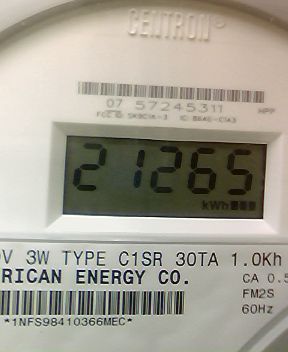 CENTRON®
07 57245311
21265
kWh
V 3W TYPE C1SR 30TA 1.0Kh
RICAN ENERGY CO.
CA 0.5
FM2S
60Hz
*1NFS98410366MEC*